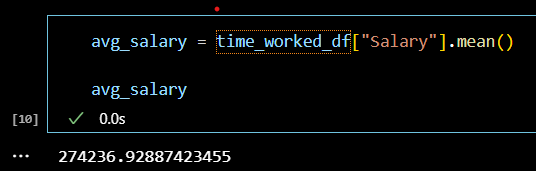 avg_salary = time_worked_df["Salary"].mean()
avg_salary
[10]
0.0s
274236.92887423455